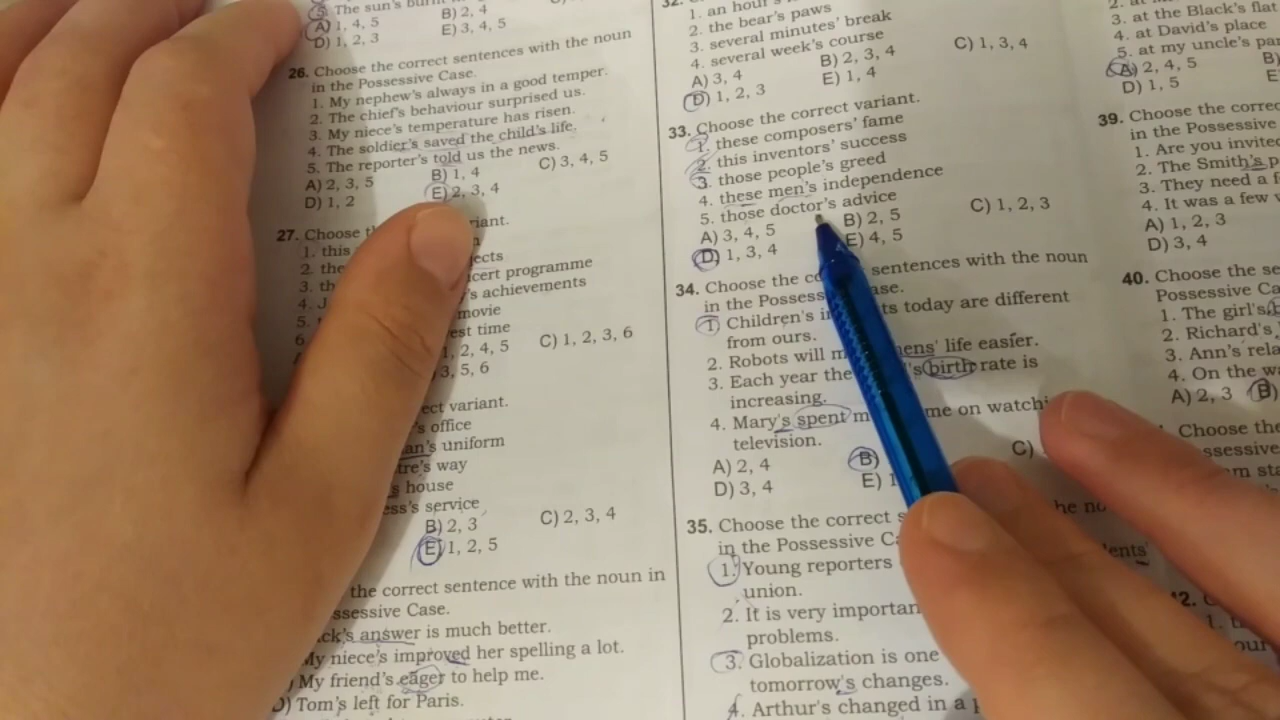 The sun's
A) 1, 4, 5
B) 2, 4
D) 1, 2, 3
E) 3, 4, 5
26. Choose the correct sentences with the noun
in the Possessive Case.
1. My nephew's always in a good temper.
2. The chief's behaviour surprised us.
3. My niece's temperature has risen.
4. The soldier's saved the child's life.
5. The reporter's told us the news.
A) 2, 3, 5
B) 1, 4
C) 3, 4, 5
D) 1, 2
E) 2, 3, 4
27. Choose
1. this
2. the
3. th
4. J
5.
6.
programme
's achievements
movie
est time
1, 2, 4, 5
C) 1, 2, 3, 6
3, 5, 6
ect variant.
's office
an's uniform
tre's way
s house
ess's service
B) 2, 3
C) 2, 3, 4
E) 1, 2, 5
the correct sentence with the noun in
ssessive Case.
ck's answer is much better.
My niece's improved her spelling a lot.
My friend's eager to help me.
D) Tom's left for Paris.
32.
1. an hour's
2. the bear's paws
3. several minutes' break
4. several week's course
A) 3, 4
B) 2, 3, 4
C) 1, 3, 4
D) 1, 2, 3
E) 1, 4
33. Choose the correct variant.
1. these composers' fame
2. this inventors' success
3. those people's greed
4. these men's independence
5. those doctor's advice
A) 3, 4, 5
B) 2, 5
C) 1, 2, 3
D) 1, 3, 4
E) 4, 5
34. Choose the co sentences with the noun
in the Possess ase.
1. Children's in ts today are different
from ours.
2. Robots will m mens' life easier.
3. Each year the 's birth rate is
increasing.
4. Mary's spent m me on watchi
television.
A) 2, 4
B)
C)
D) 3, 4
E) 1
35. Choose the correct s he no
in the Possessive Ca
1. Young reporters ents'
union.
2. It is very importan
problems.
3. Globalization is one
tomorrow's changes.
4. Arthur's changed in a
3. at the Black's flat
4. at David's place
5. at my uncle's pa
A) 2, 4, 5
B)
D) 1, 5
E
39. Choose the correc
in the Possessive
1. Are you invite
2. The Smith's p
3. They need a f
4. It was a few
A) 1, 2, 3
D) 3, 4
40. Choose the se
Possessive Ca
1. The girl's
2. Richard's
3. Ann's rela
4. On the wa
A) 2, 3
B)
Choose the
ssessive
m sta